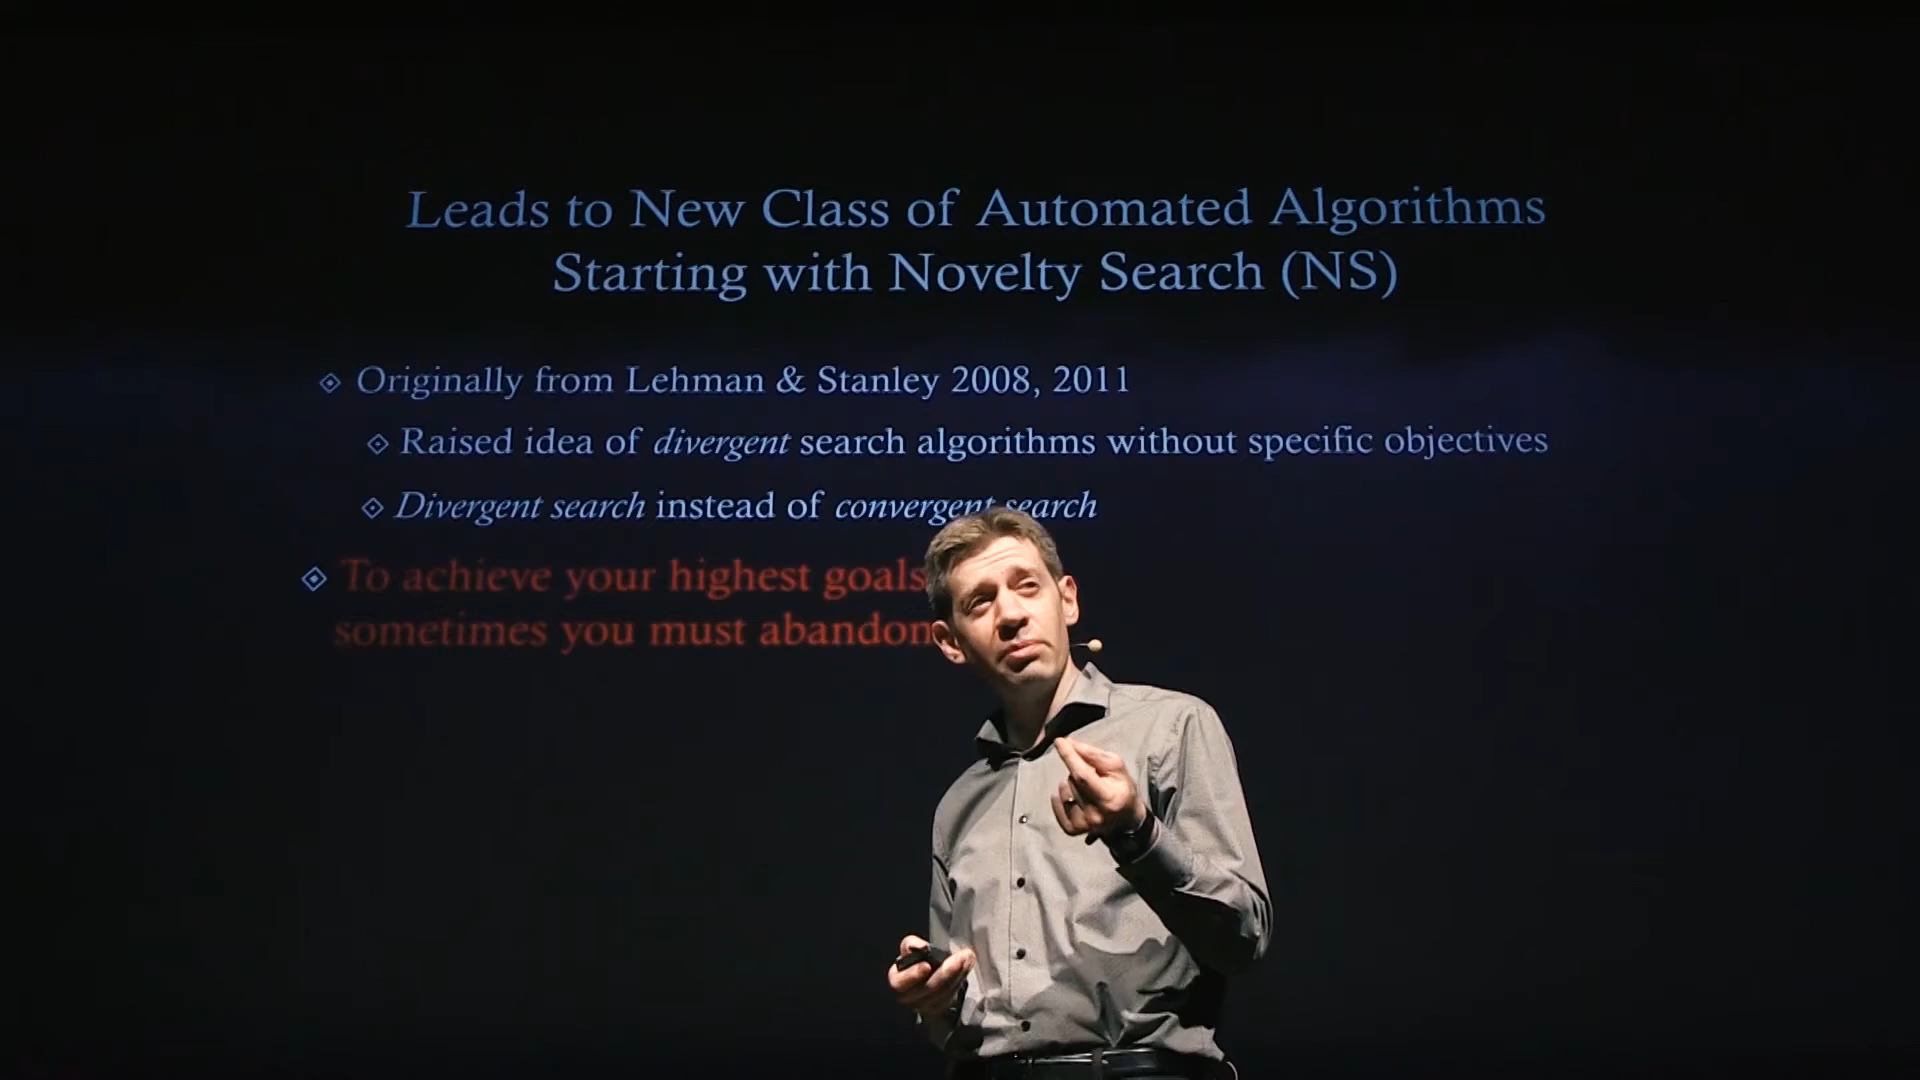 Leads to New Class of Automated Algorithms
Starting with Novelty Search (NS)
Originally from Lehman & Stanley 2008, 2011
Raised idea of divergent search algorithms without specific objectives
Divergent search instead of convergent search
To achieve your highest goals
sometimes you must abandon